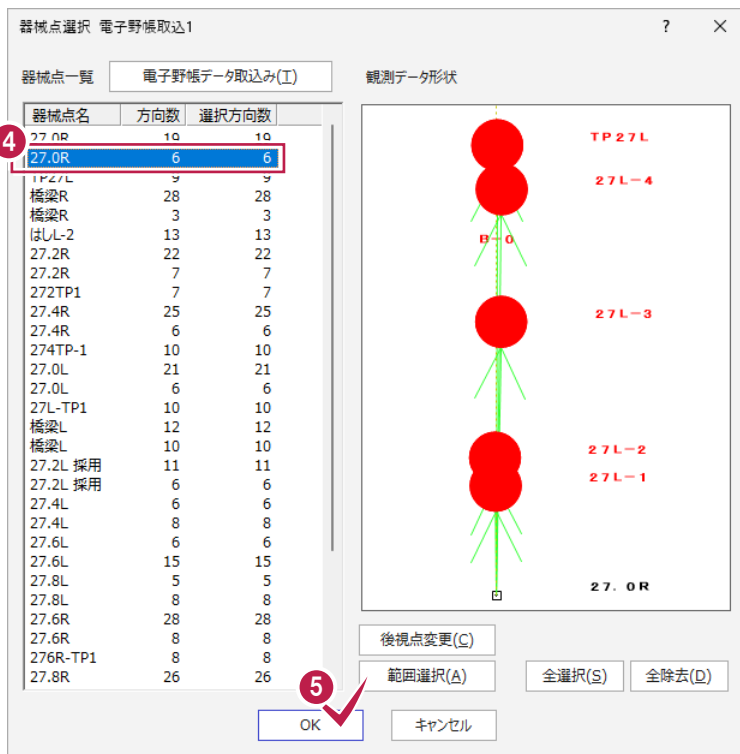 器械点選択 電子野帳取込1 ?
器械点一覧 電子野帳データ取込み(T) 観測データ形状
器械点名 方向数 選択方向数
27.0R 19 19
4
27.0R 6 6
TP27L 9 9
橋梁R 28 28
橋梁R 3 3
はしL-2 13 13
27.2R 22 22
27.2R 7 7
272TP1 7 7
27.4R 25 25
27.4R 6 6
274TP-1 10 10
27.0L 21 21
27.0L 6 6
27L-TP1 10 10
橋梁L 12 12
橋梁L 10 10
27.2L 採用 11 11
27.2L 採用 6 6
27.4L 6 6
27.4L 8 8
27.6L 6 6
27.6L 15 15
27.8L 5 5
27.8L 8 8
27.6R 28 28
27.6R 8 8
276R-TP1 8 8
27.8R 26 26
TP27L
27L-4
B-0
27L-3
27L-2
27L-1
27.0R
後視点変更(C)
範囲選択(A) 全選択(S) 全除去(D)
5
OK キャンセル